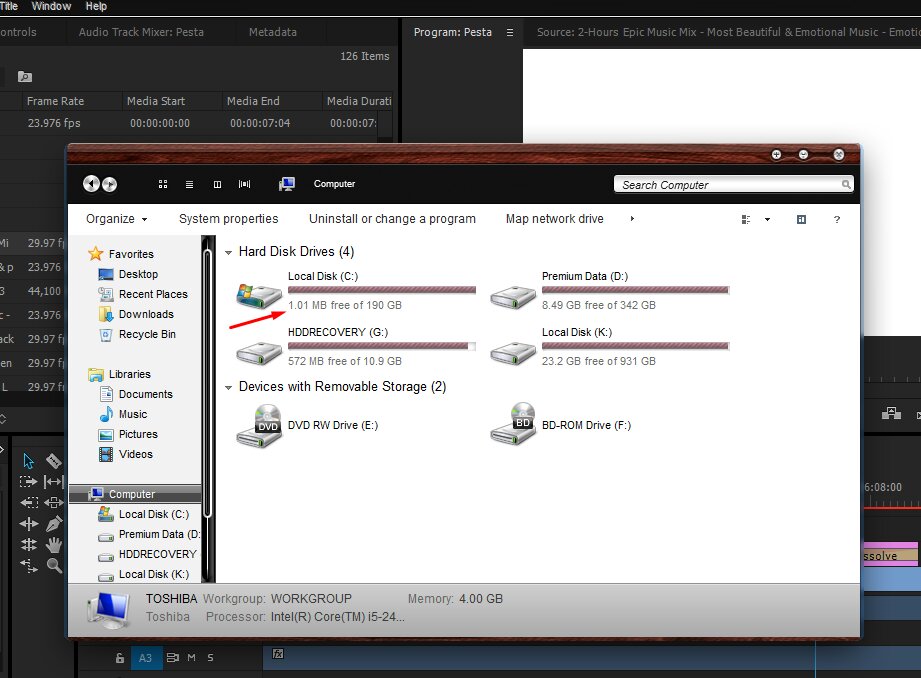 Title Window Help
ontrols Audio Track Mixer: Pesta Metadata Program: Pesta Source: 2-Hours Epic Music Mix - Most Beautiful & Emotional Music - Emotio
126 Items
Frame Rate Media Start Media End Media Durati
23.976 fps 00:00:00:00 00:00:07:04 00:00:07:
Computer
Search Computer
Organize System properties Uninstall or change a program Map network drive
?
Favorites
Desktop
Recent Places
Downloads
Recycle Bin
Libraries
Documents
Music
Pictures
Videos
Computer
Local Disk (C:)
Premium Data (D:
HDDRECOVERY
Local Disk (K:)
Hard Disk Drives (4)
Local Disk (C:)
1.01 MB free of 190 GB
Premium Data (D:)
8.49 GB free of 342 GB
HDDRECOVERY (G:)
572 MB free of 10.9 GB
Local Disk (K:)
23.2 GB free of 931 GB
Devices with Removable Storage (2)
DVD
DVD RW Drive (E:)
BD
BD-ROM Drive (F:)
TOSHIBA Workgroup: WORKGROUP Memory: 4.00 GB
Toshiba Processor: Intel(R) Core(TM) i5-24...
Mi 29.97 f
& p 23.976
3 44,100
c - 23.976
ack 29.97 f
en 29.97 f
L 29.97 f
6:08:00
ssolve
A3 M S
fx